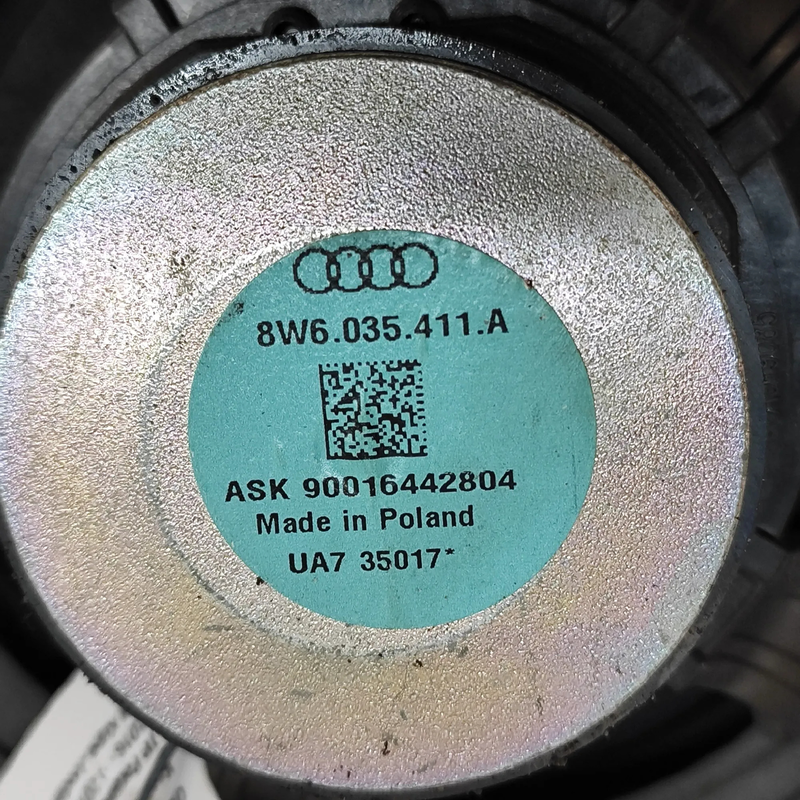 8W6.035.411.A
ASK 90016442804
Made in Poland
UA7 35017*